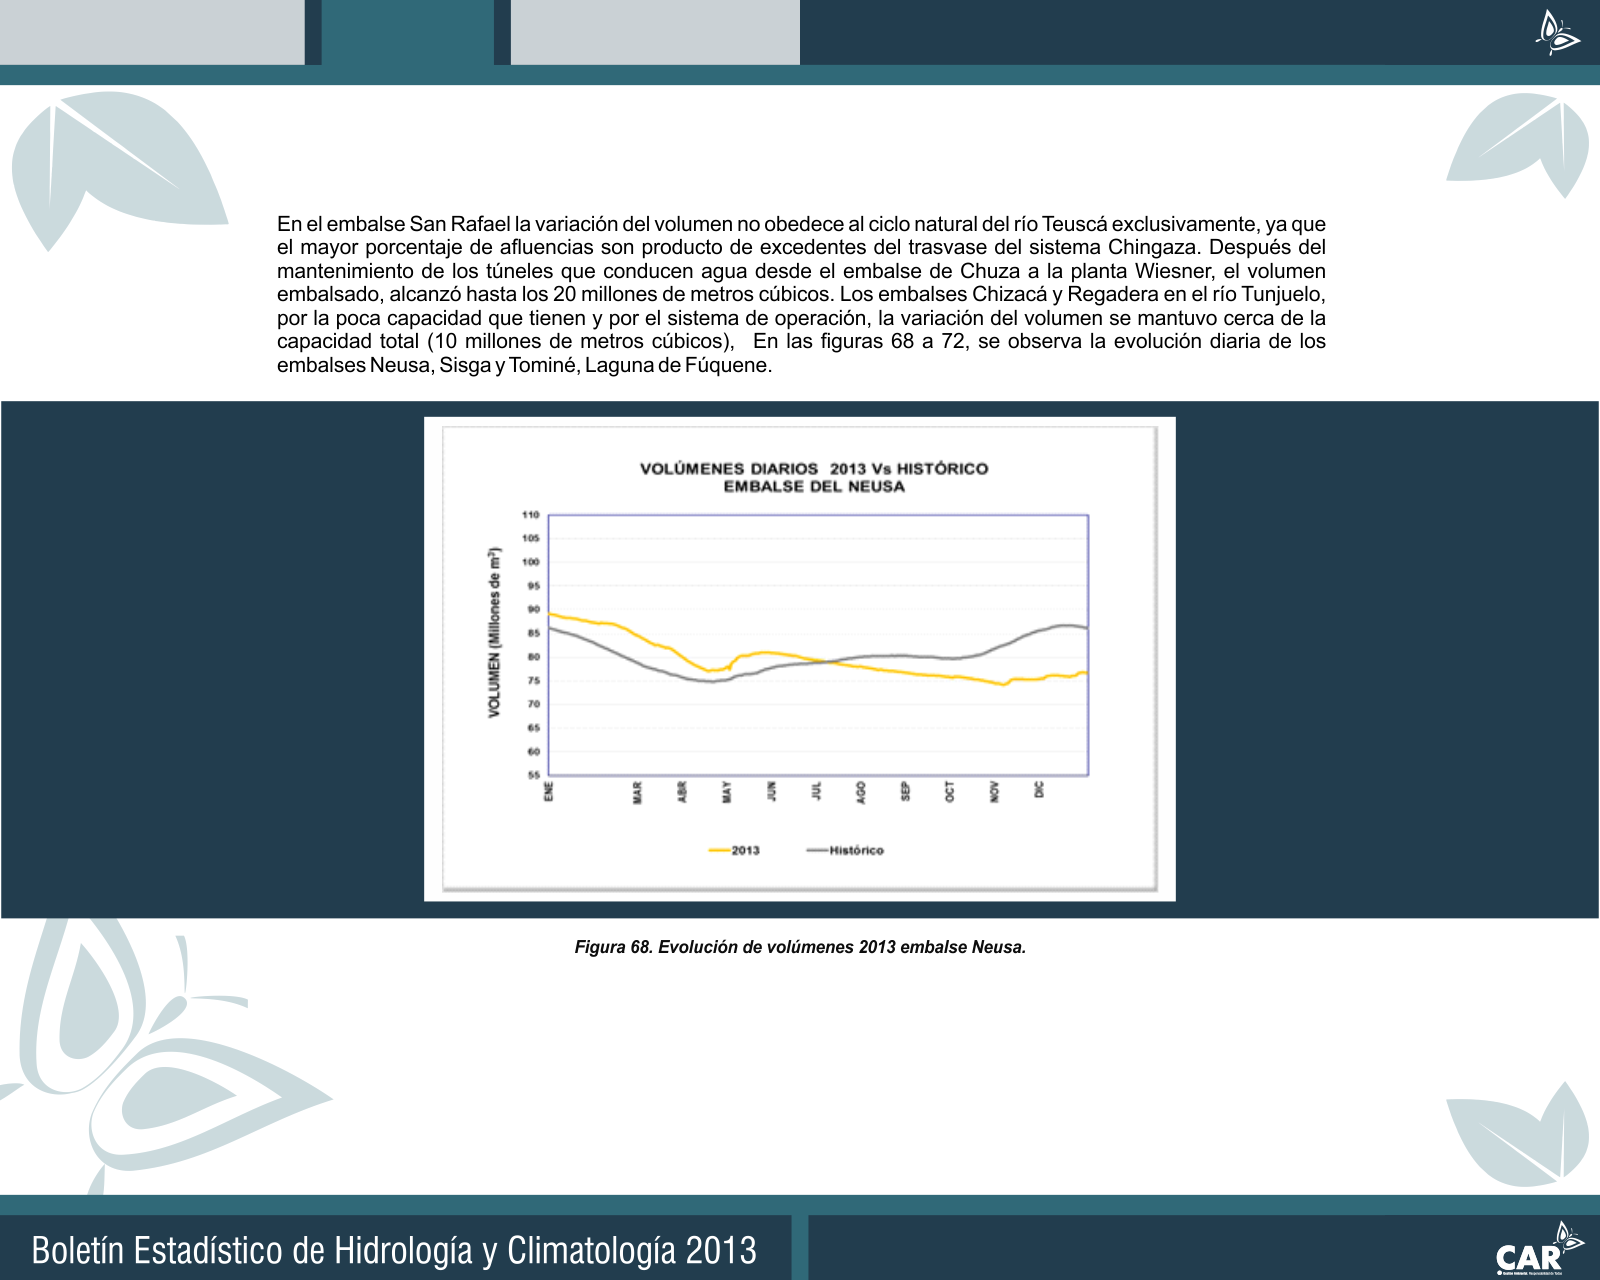 En el embalse San Rafael la variación del volumen no obedece al ciclo natural del río Teuscá exclusivamente, ya que
el mayor porcentaje de afluencias son producto de excedentes del trasvase del sistema Chingaza. Después del
mantenimiento de los túneles que conducen agua desde el embalse de Chuza a la planta Wiesner, el volumen
embalsado, alcanzó hasta los 20 millones de metros cúbicos. Los embalses Chizacá y Regadera en el río Tunjuelo,
por la poca capacidad que tienen y por el sistema de operación, la variación del volumen se mantuvo cerca de la
capacidad total (10 millones de metros cúbicos), En las figuras 68 a 72, se observa la evolución diaria de los
embalses Neusa, Sisga y Tominé, Laguna de Fúquene.
VOLÚMENES DIARIOS 2013 Vs HISTÓRICO
EMBALSE DEL NEUSA
VOLUMEN (Millones de m³)
110
105
100
95
90
85
80
75
70
65
60
55
ENE
MAR
ABR
MAY
JUN
JUL
AGO
SEP
OCT
NOV
DIC
2013
Histórico
Figura 68. Evolución de volúmenes 2013 embalse Neusa.
Boletín Estadístico de Hidrología y Climatología 2013
CAR